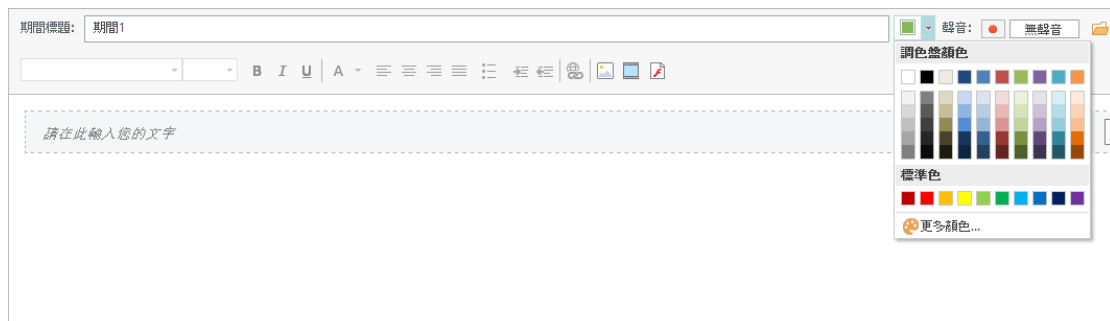 期間標題: 期間1 聲音: 無聲音
調色盤顏色
B I U A
請在此輸入您的文字
標準色
更多顏色...